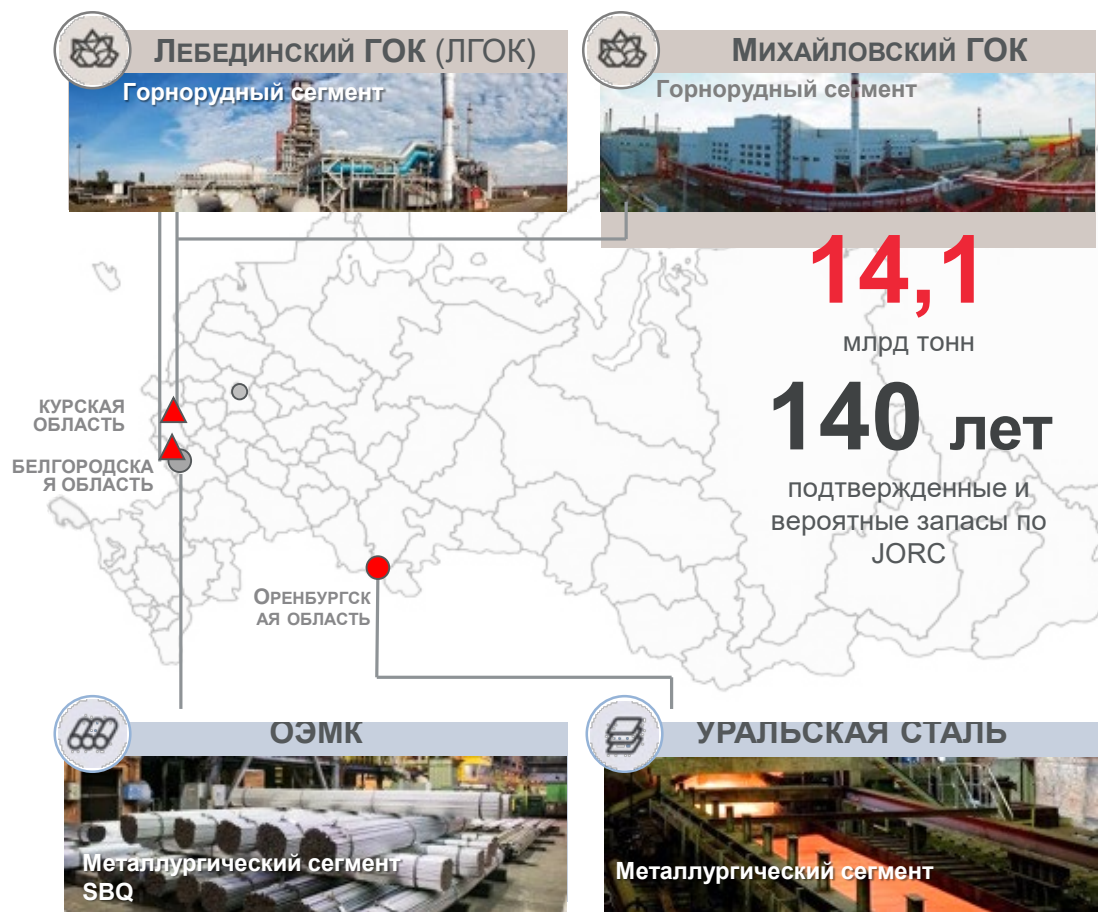 ЛЕБЕДИНСКИЙ ГОК (ЛГОК)
Горнорудный сегмент
МИХАЙЛОВСКИЙ ГОК
Горнорудный сегмент
14,1
млрд тонн
140 лет
подтвержденные и
вероятные запасы по
JORC
КУРСКАЯ
ОБЛАСТЬ
БЕЛГОРОДСКА
Я ОБЛАСТЬ
ОРЕНБУРГСК
АЯ ОБЛАСТЬ
ОЭМК
Металлургический сегмент
SBQ
УРАЛЬСКАЯ СТАЛЬ
Металлургический сегмент